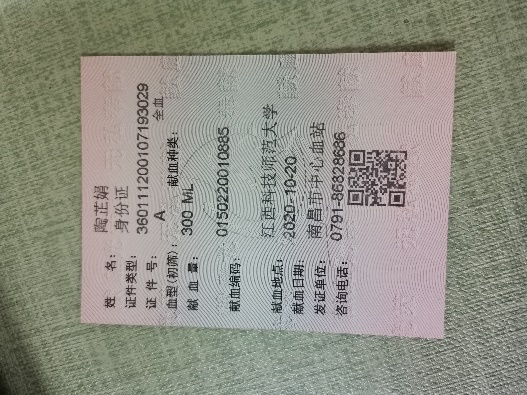 姓 名: 陶芷娟
证件类型: 身份证
证 件 号: 360111200107193029
血型(初筛): A 全血
献 血 量: 300 ML 献血种类:
献血编码: 0150220010885
献血地点: 江西科技师范大学
献血日期: 2020-10-20
发证单位: 南昌市中心血站
咨询电话: 0791-86828686